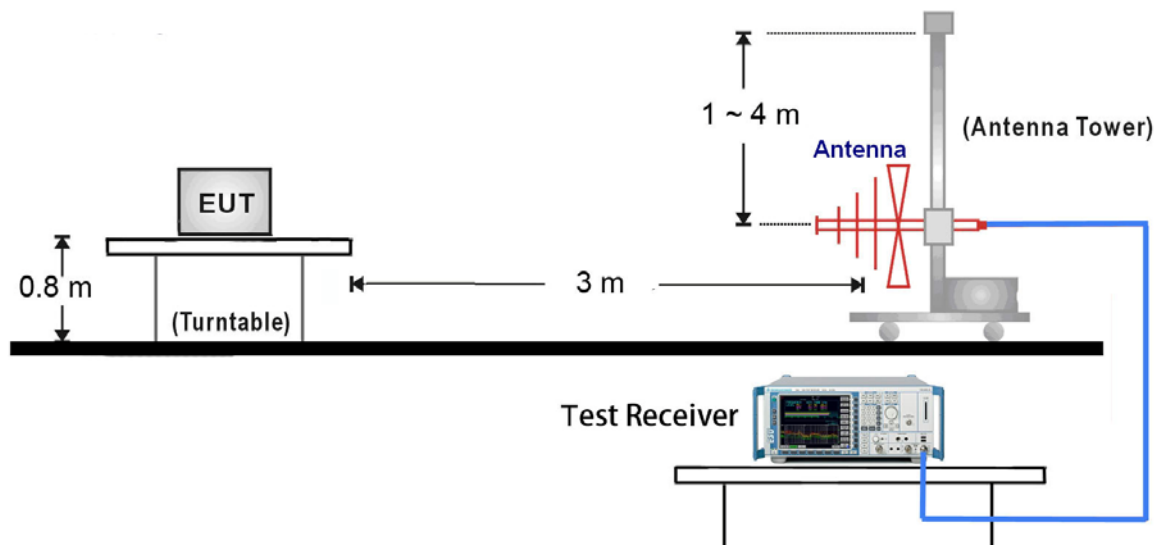 1 ~ 4 m
(Antenna Tower)
Antenna
EUT
0.8 m
3 m
(Turntable)
Test Receiver